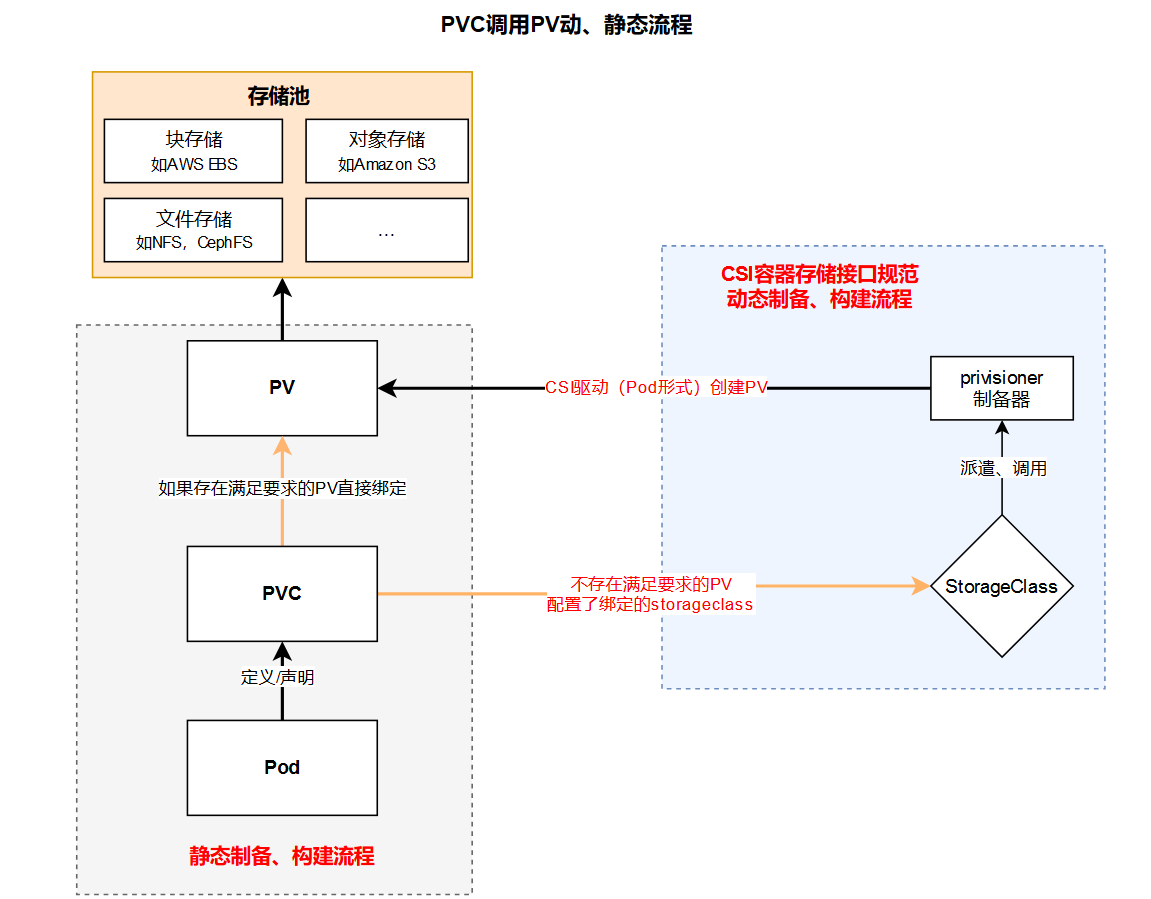 PVC调用PV动、静态流程
存储池
块存储
如AWS EBS
对象存储
如Amazon S3
文件存储
如NFS，CephFS
...
CSI容器存储接口规范
动态制备、构建流程
PV
CSI驱动（Pod形式）创建PV
privisioner
制备器
派遣、调用
如果存在满足要求的PV直接绑定
PVC
不存在满足要求的PV
配置了绑定的storageclass
StorageClass
定义/声明
Pod
静态制备、构建流程